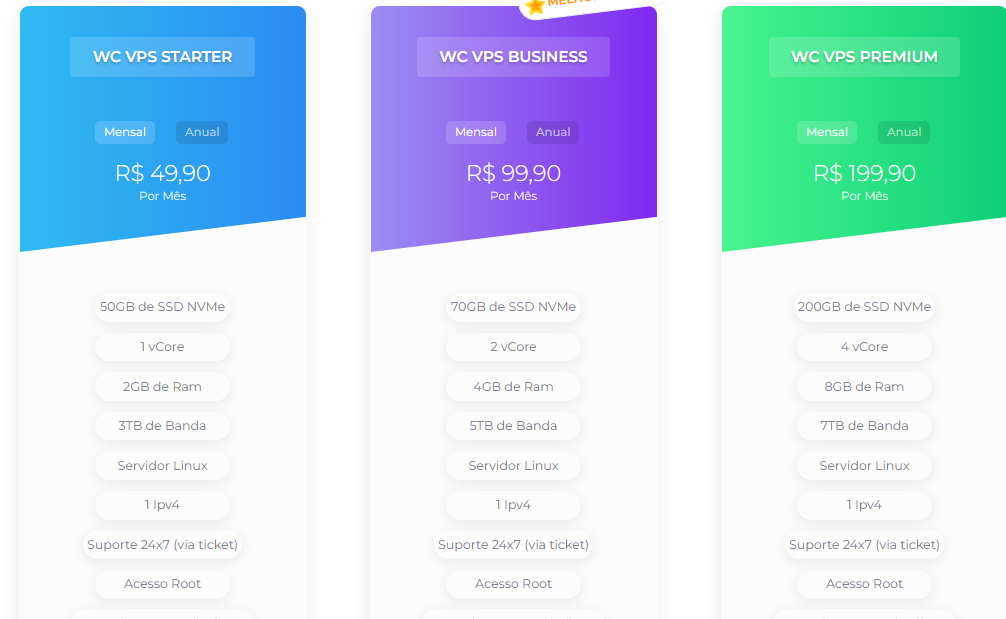 WC VPS STARTER
Mensal Anual
R$ 49,90
Por Mês
50GB de SSD NVMe
1 vCore
2GB de Ram
3TB de Banda
Servidor Linux
1 Ipv4
Suporte 24x7 (via ticket)
Acesso Root
WC VPS BUSINESS
Mensal Anual
R$ 99,90
Por Mês
70GB de SSD NVMe
2 vCore
4GB de Ram
5TB de Banda
Servidor Linux
1 Ipv4
Suporte 24x7 (via ticket)
Acesso Root
WC VPS PREMIUM
Mensal Anual
R$ 199,90
Por Mês
200GB de SSD NVMe
4 vCore
8GB de Ram
7TB de Banda
Servidor Linux
1 Ipv4
Suporte 24x7 (via ticket)
Acesso Root